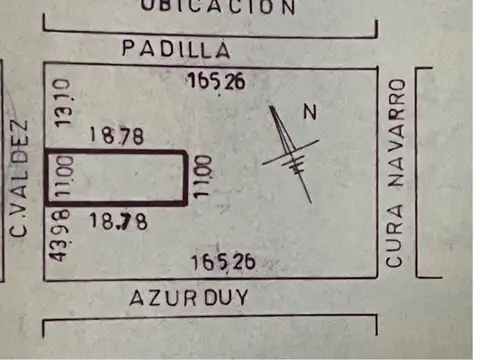 UBICACION
PADILLA
165,26
13,10
18.78
N
C.VALDEZ
11,00
11,00
CURA NAVARRO
43,98
18.78
165,26
AZURDUY